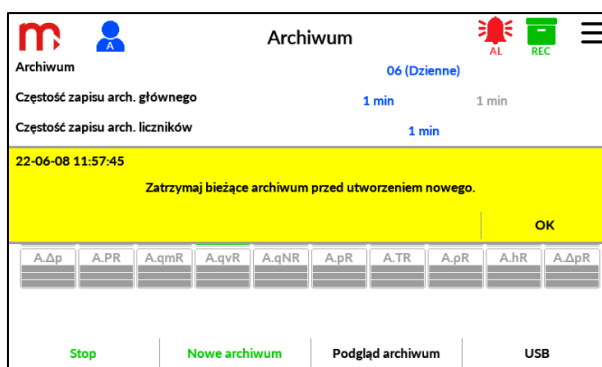 m
A
Archiwum
AL
REC
Archiwum 06 (Dzienne)
Częstość zapisu arch. głównego 1 min 1 min
Częstość zapisu arch. liczników 1 min
22-06-08 11:57:45
Zatrzymaj bieżące archiwum przed utworzeniem nowego.
OK
A.Δp A.PR A.qmR A.qvR A.qNR A.pR A.TR A.ρR A.hR A.ΔpR
Stop Nowe archiwum Podgląd archiwum USB